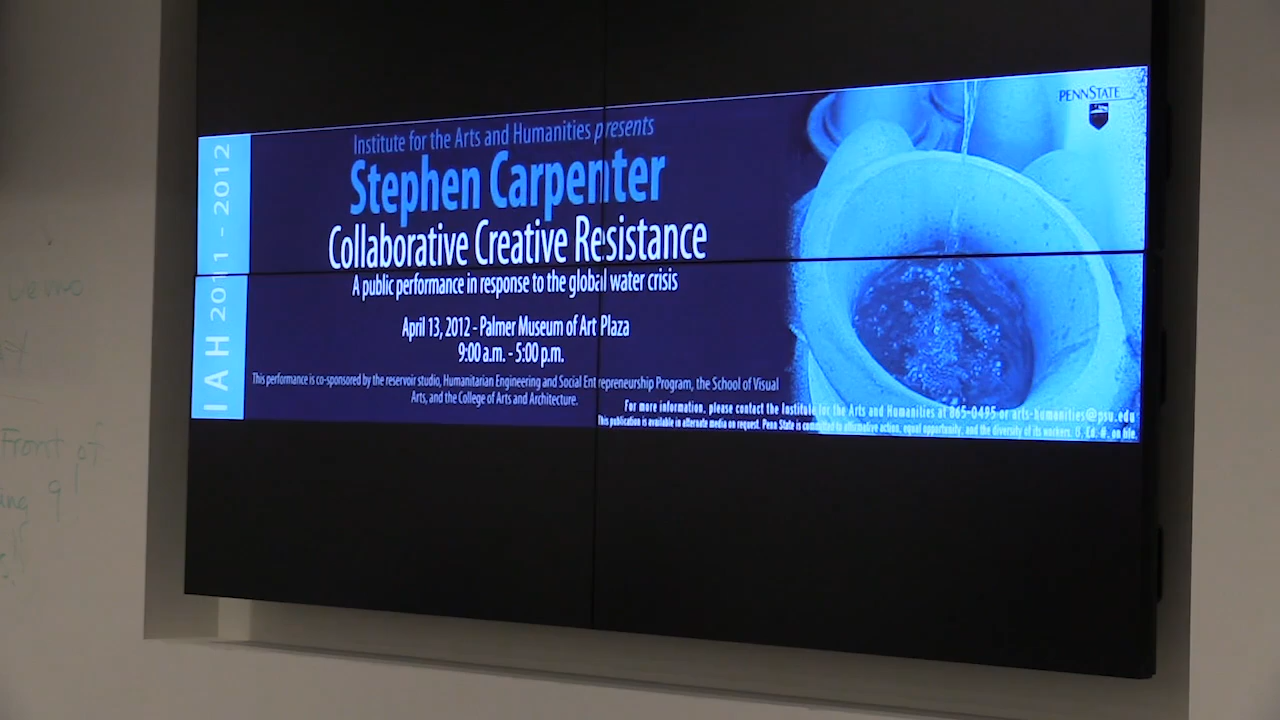 IAH 2011 - 2012
Institute for the Arts and Humanities presents
Stephen Carpenter
Collaborative Creative Resistance
A public performance in response to the global water crisis
April 13, 2012 - Palmer Museum of Art Plaza
9:00 a.m. - 5:00 p.m.
This performance is co-sponsored by the reservoir studio, Humanitarian Engineering and Social Entrepreneurship Program, the School of Visual
Arts, and the College of Arts and Architecture.
For more information, please contact the Institute for the Arts and Humanities at 865-0495 or arts-humanities@psu.edu
This publication is available in alternate media on request. Penn State is committed to affirmative action, equal opportunity, and the diversity of its workers. U. Ed. #. on file.
PENNSTATE
Front of
9!